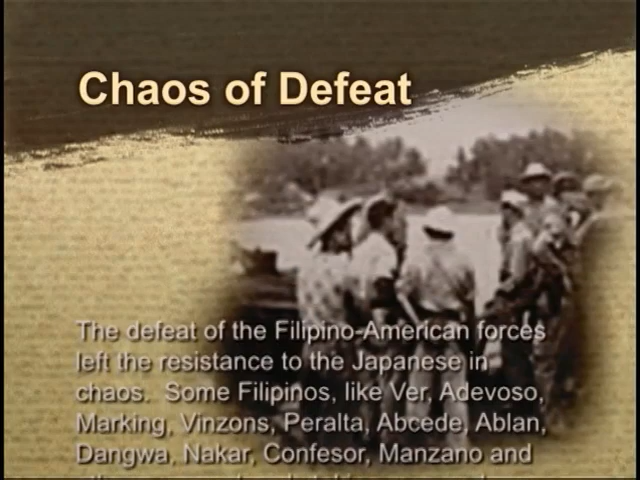 Chaos of Defeat
The defeat of the Filipino-American forces
left the resistance to the Japanese in
chaos.  Some Filipinos, like Ver, Adevoso,
Marking, Vinzons, Peralta, Abcede, Ablan,
Dangwa, Nakar, Confesor, Manzano and